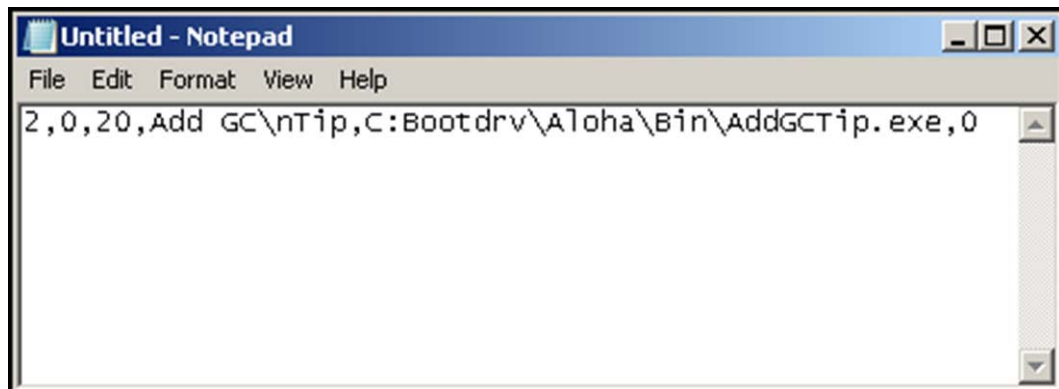 Untitled - Notepad
File Edit Format View Help
2,0,20,Add GC\nTip,C:Bootdrv\Aloha\Bin\AddGCTip.exe,0